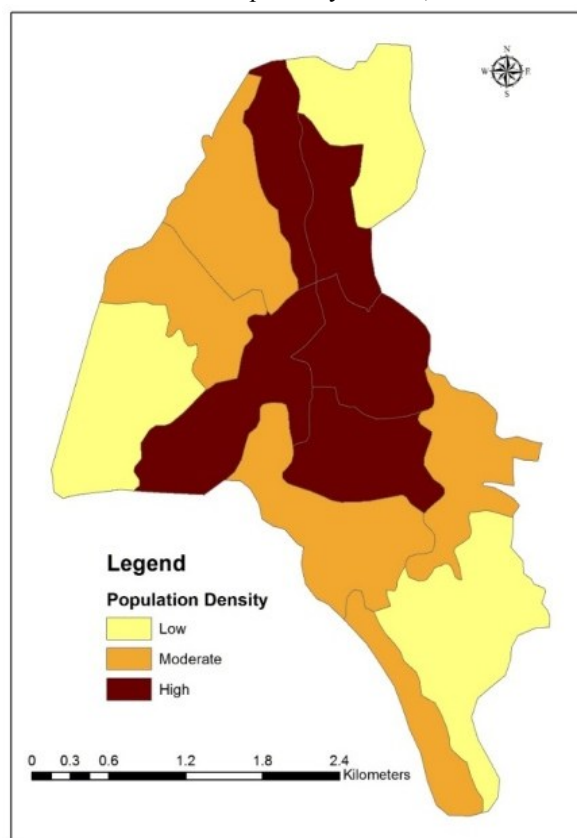 N
W E
S
Legend
Population Density
Low
Moderate
High
0 0.3 0.6 1.2 1.8 2.4
Kilometers